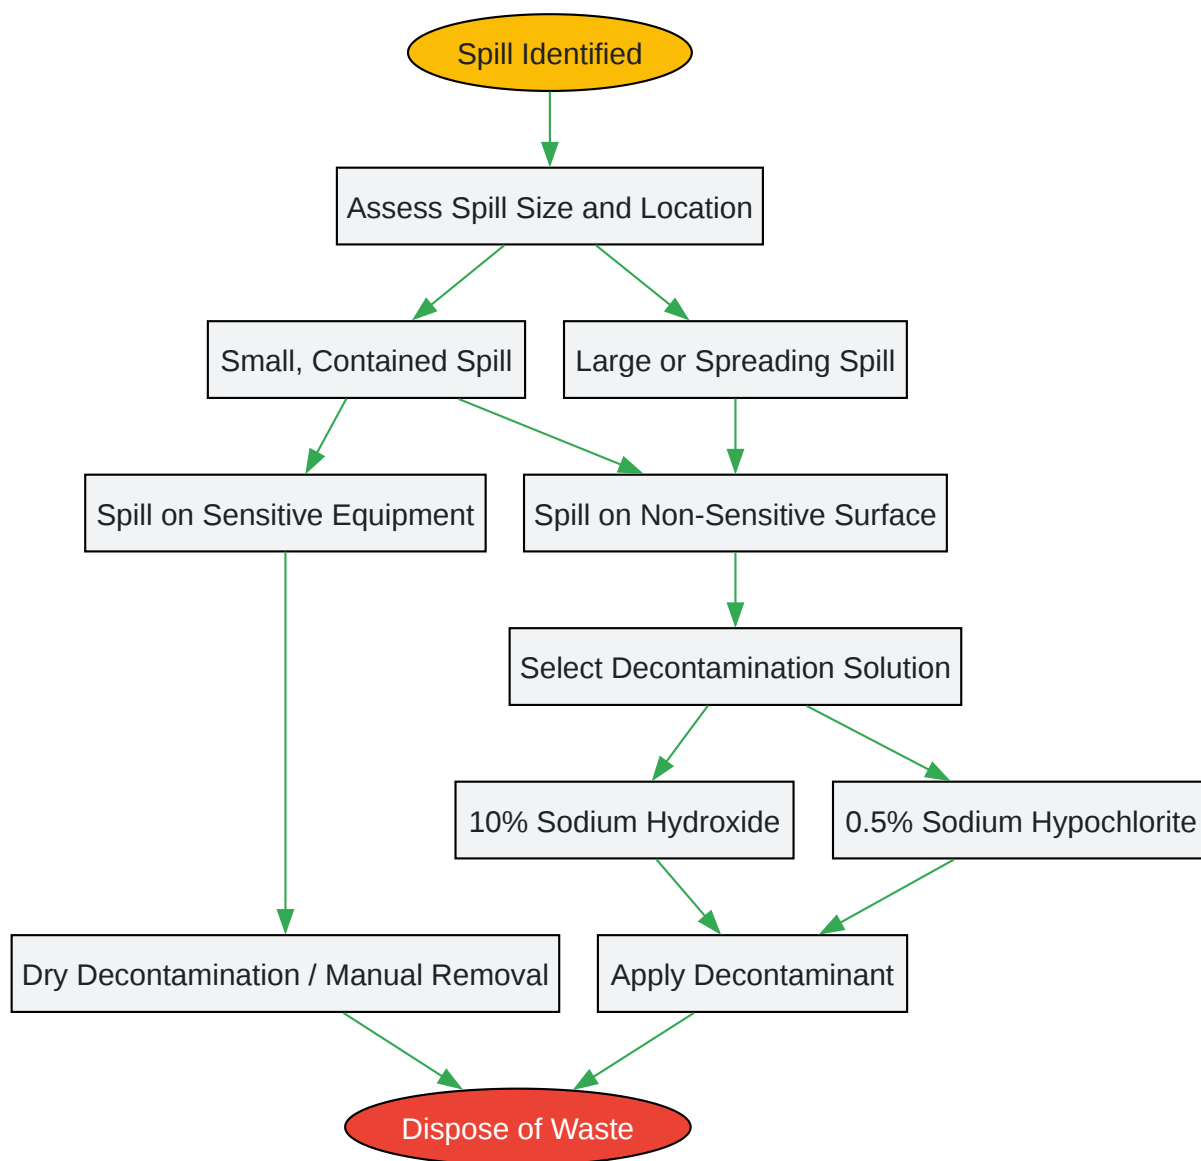 Spill Identified
Assess Spill Size and Location
Small, Contained Spill
Large or Spreading Spill
Spill on Sensitive Equipment
Spill on Non-Sensitive Surface
Select Decontamination Solution
10% Sodium Hydroxide
0.5% Sodium Hypochlorite
Dry Decontamination / Manual Removal
Apply Decontaminant
Dispose of Waste